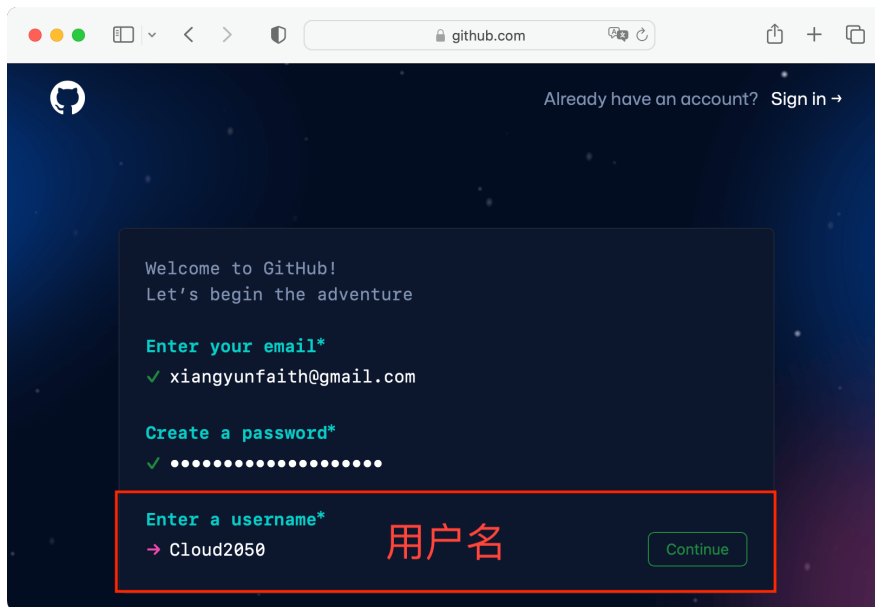 github.com
Already have an account? Sign in →
Welcome to GitHub!
Let's begin the adventure
Enter your email*
✓ xiangyunfaith@gmail.com
Create a password*
✓ ••••••••••••••••••••
Enter a username*
→ Cloud2050
用户名
Continue